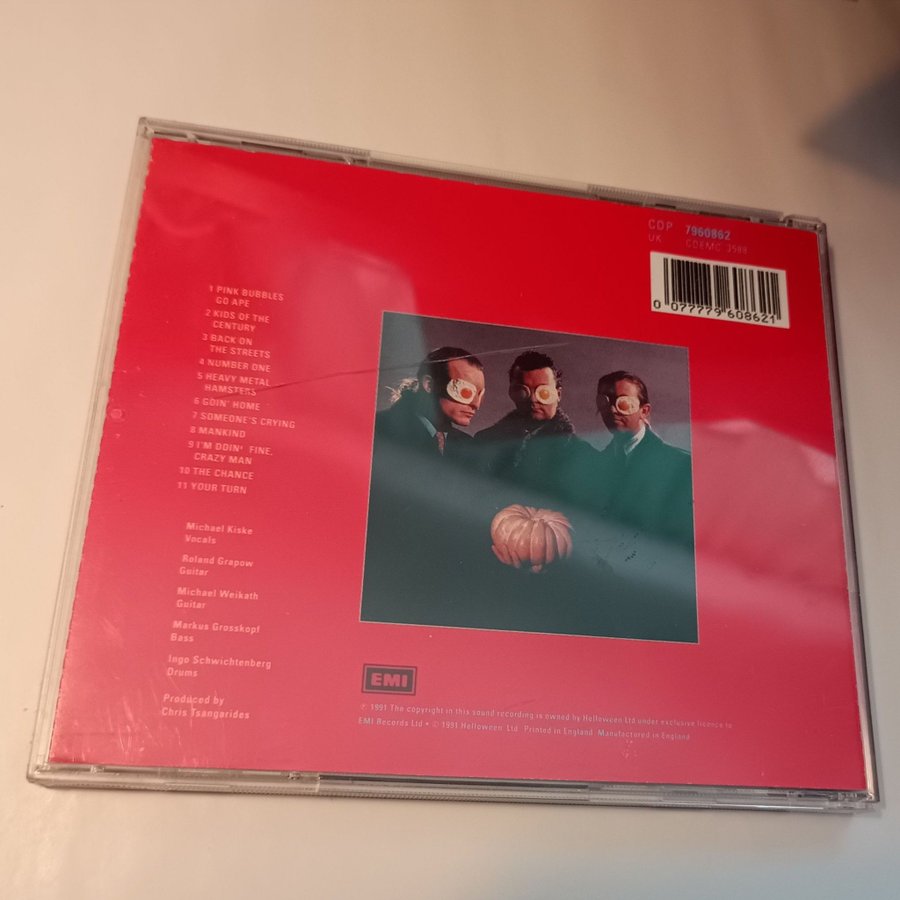 CDP 7960862
UK CDEMC 3588
0 077779 608621
1 PINK BUBBLES
GO APE
2 KIDS OF THE
CENTURY
3 BACK ON
THE STREETS
4 NUMBER ONE
5 HEAVY METAL
HAMSTERS
6 GOIN' HOME
7 SOMEONE'S CRYING
8 MANKIND
9 I'M DOIN' FINE,
CRAZY MAN
10 THE CHANCE
11 YOUR TURN
Michael Kiske
Vocals
Roland Grapow
Guitar
Michael Weikath
Guitar
Markus Grosskopf
Bass
Ingo Schwichtenberg
Drums
Produced by
Chris Tsangarides
EMI
℗ 1991 The copyright in this sound recording is owned by Helloween Ltd under exclusive licence to
EMI Records Ltd • © 1991 Helloween Ltd Printed in England Manufactured in England